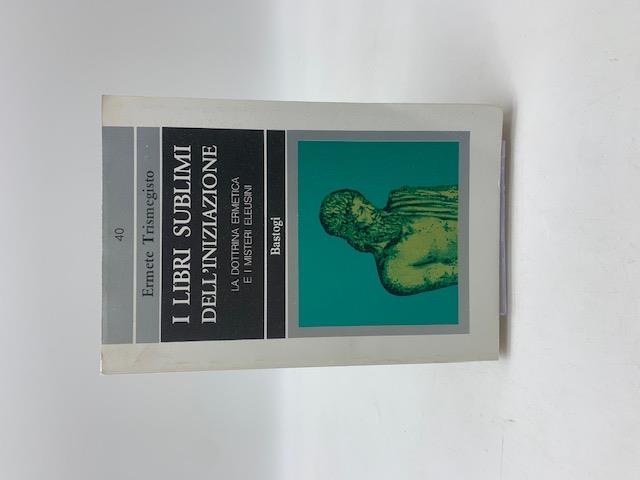 40
Ermete Trismegisto
I LIBRI SUBLIMI
DELL'INIZIAZIONE
LA DOTTRINA ERMETICA
E I MISTERI ELEUSINI
Bastogi